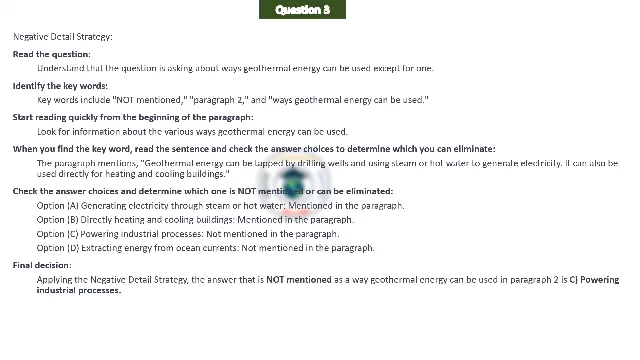 Question 3
Negative Detail Strategy:
Read the question:
Understand that the question is asking about ways geothermal energy can be used except for one.
Identify the key words:
Key words include "NOT mentioned," "paragraph 2," and "ways geothermal energy can be used."
Start reading quickly from the beginning of the paragraph:
Look for information about the various ways geothermal energy can be used.
When you find the key word, read the sentence and check the answer choices to determine which you can eliminate:
The paragraph mentions, "Geothermal energy can be tapped by drilling wells and using steam or hot water to generate electricity. It can also be
used directly for heating and cooling buildings."
Check the answer choices and determine which one is NOT mentioned or can be eliminated:
Option (A) Generating electricity through steam or hot water: Mentioned in the paragraph.
Option (B) Directly heating and cooling buildings: Mentioned in the paragraph.
Option (C) Powering industrial processes: Not mentioned in the paragraph.
Option (D) Extracting energy from ocean currents: Not mentioned in the paragraph.
Final decision:
Applying the Negative Detail Strategy, the answer that is NOT mentioned as a way geothermal energy can be used in paragraph 2 is C) Powering
industrial processes.